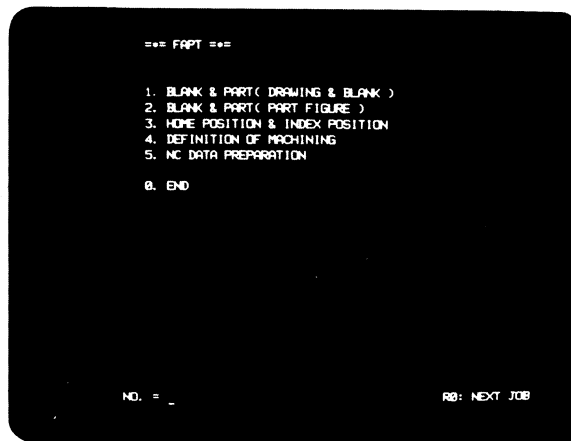 =*= FAPT =*=
1. BLANK & PART( DRAWING & BLANK )
2. BLANK & PART( PART FIGURE )
3. HOME POSITION & INDEX POSITION
4. DEFINITION OF MACHINING
5. NC DATA PREPARATION
0. END
NO. = _ R0: NEXT JOB